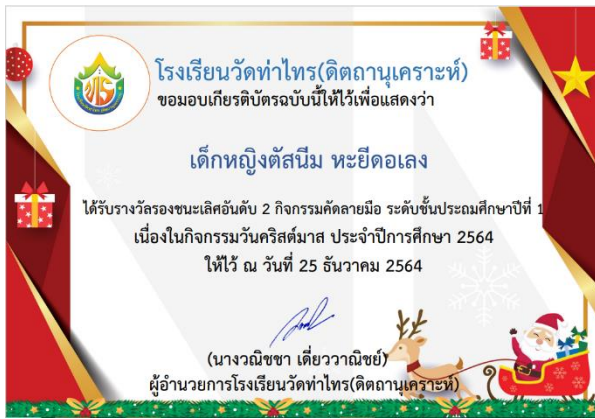 โรงเรียนวัดท่าไทร(ดิตถานุเคราะห์)
ขอมอบเกียรติบัตรฉบับนี้ให้ไว้เพื่อแสดงว่า
เด็กหญิงตัสนีม หะยีดอเลง
ได้รับรางวัลรองชนะเลิศอันดับ 2 กิจกรรมคัดลายมือ ระดับชั้นประถมศึกษาปีที่ 1
เนื่องในกิจกรรมวันคริสต์มาส ประจำปีการศึกษา 2564
ให้ไว้ ณ วันที่ 25 ธันวาคม 2564
(นางวณิชชา เตี่ยววาณิชย์)
ผู้อำนวยการโรงเรียนวัดท่าไทร(ดิตถานุเคราะห์)